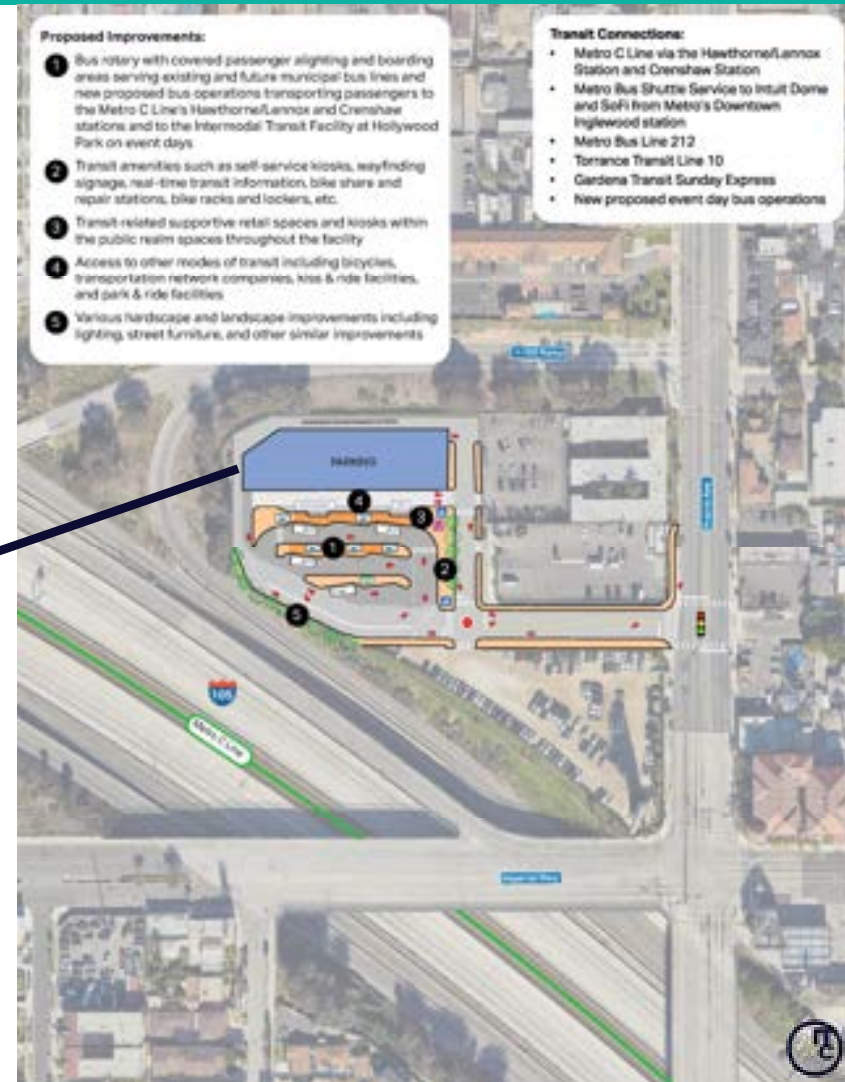 Proposed Improvements:
1 Bus rotary with covered passenger alighting and boarding
areas serving existing and future municipal bus lines and
new proposed bus operations transporting passengers to
the Metro C Line's Hawthorne/Lennox and Crenshaw
stations and to the Intermodal Transit Facility at Hollywood
Park on event days
2 Transit amenities such as self-service kiosks, wayfinding
signage, real-time transit information, bike share and
repair stations, bike racks and lockers, etc.
3 Transit-related supportive retail spaces and kiosks within
the public realm spaces throughout the facility
4 Access to other modes of transit including bicycles,
transportation network companies, kiss & ride facilities,
and park & ride facilities
5 Various hardscape and landscape improvements including
lighting, street furniture, and other similar improvements
Transit Connections:
• Metro C Line via the Hawthorne/Lennox
Station and Crenshaw Station
• Metro Bus Shuttle Service to Intuit Dome
and SoFi from Metro's Downtown
Inglewood station
• Metro Bus Line 212
• Torrance Transit Line 10
• Gardena Transit Sunday Express
• New proposed event day bus operations
PARKING
4
3
1
2
5
105
Metro C Line
Imperial Hwy